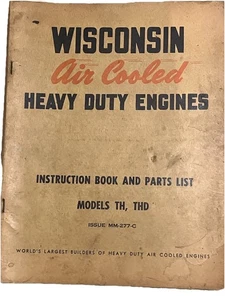 WISCONSIN
Air Cooled
HEAVY DUTY ENGINES
INSTRUCTION BOOK AND PARTS LIST
MODELS TH, THD
ISSUE MM-277-C
WORLD'S LARGEST BUILDERS OF HEAVY DUTY AIR COOLED ENGINES